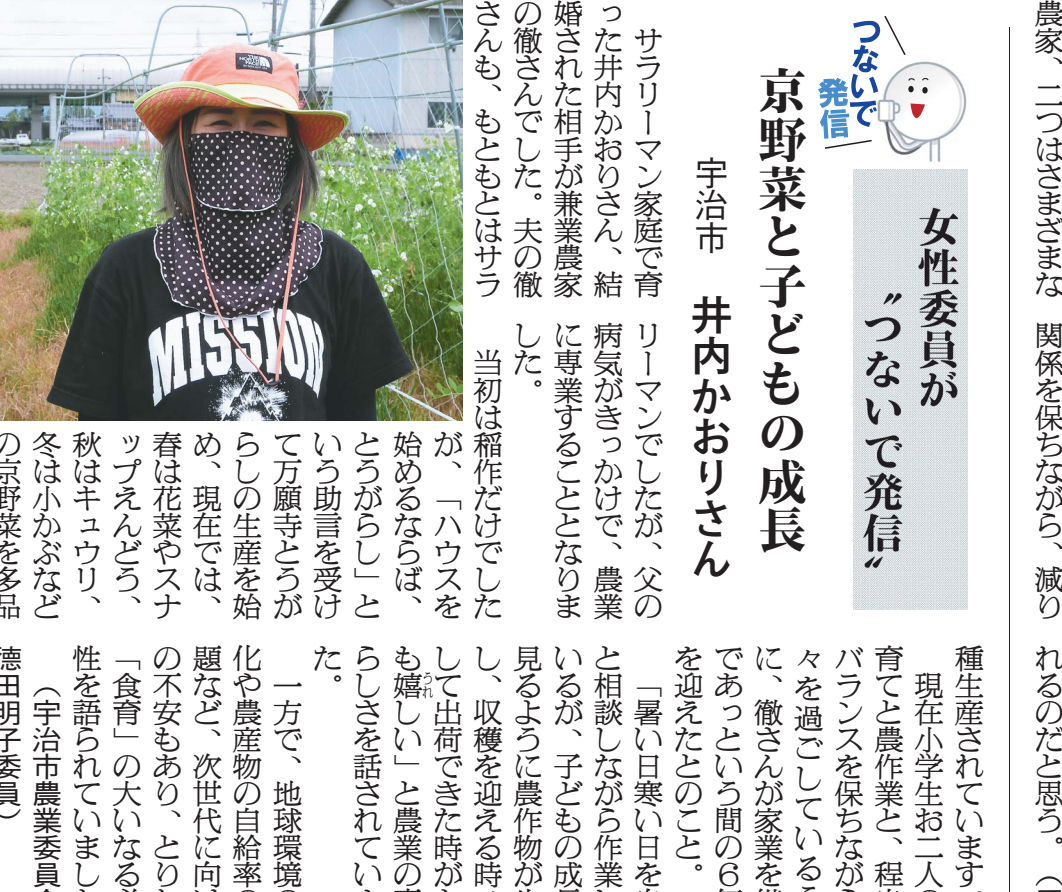 農家、二つはさまざまな
関係を保ちながら、減り
れるのだと思う。（
つないで
発信
女性委員が
〝つないで発信〟
京野菜と子どもの成長
宇治市　井内かおりさん
サラリーマン家庭で育
った井内かおりさん、結
婚された相手が兼業農家
の徹さんでした。夫の徹
さんも、もともとはサラ
リーマンでしたが、父の
病気がきっかけで、農業
に専業することとなりま
した。
当初は稲作だけでした
が、「ハウスを
始めるならば、
とうがらし」と
いう助言を受け
て万願寺とうが
らしの生産を始
め、現在では、
春は花菜やスナ
ップえんどう、
秋はキュウリ、
冬は小かぶなど
の京野菜を多品
種生産されています
現在小学生お二人の
育てと農作業と、程
バランスを保ちなが
々を過ごしている
に、徹さんが家業を
であっという間の６年
を迎えたとのこと。
「暑い日寒い日を
と相談しながら作業
いるが、子どもの成長
見るように農作物が
し、収穫を迎える時
して出荷できた時が
も嬉しい」と農業の
うれ
らしさを話されてい
た。
一方で、地球環境の
化や農産物の自給率の
題など、次世代に向け
の不安もあり、とり
「食育」の大いなる
性を語られていました
（宇治市農業委員会
德田明子委員）
THE NORTH FACE
MISSION